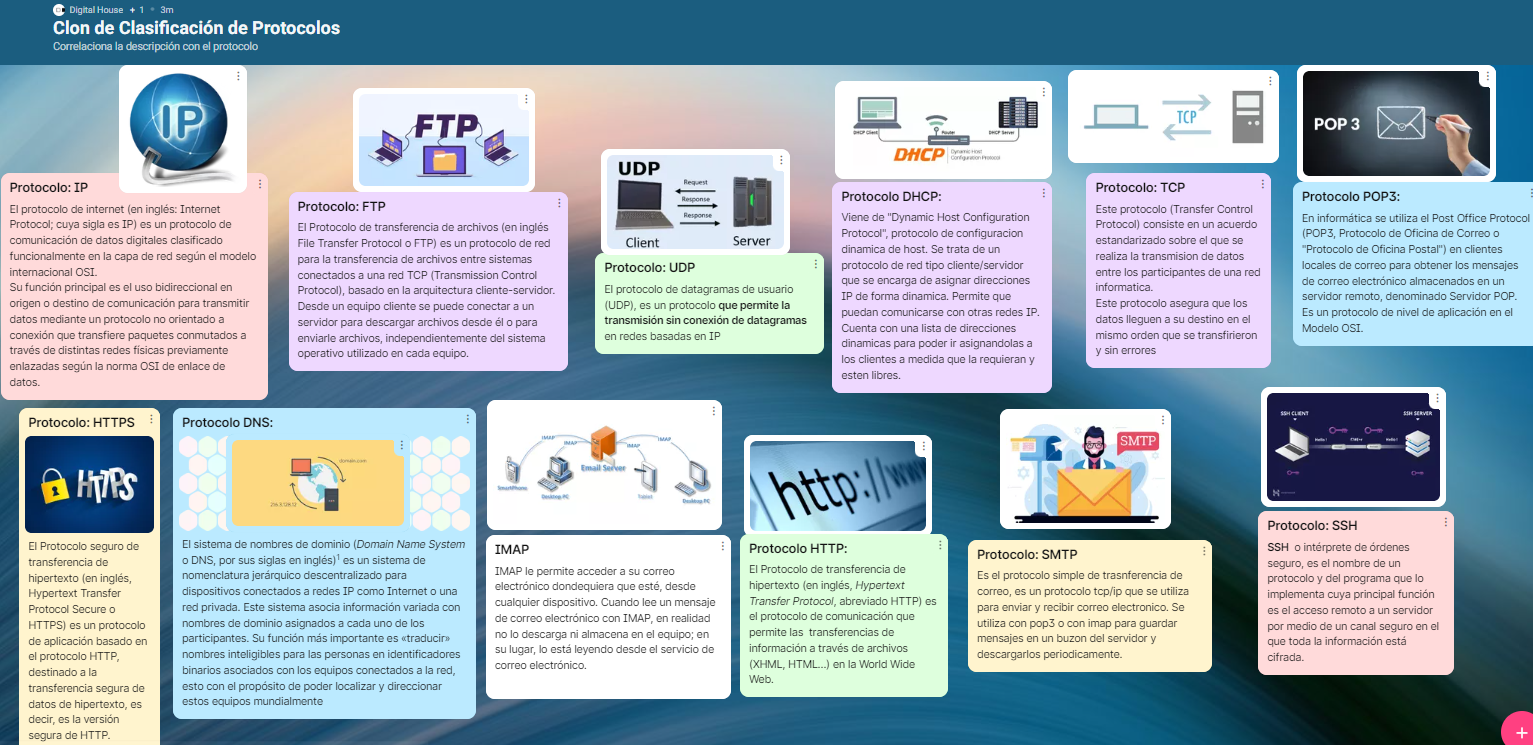 Digital House + 1 • 3m
Clon de Clasificación de Protocolos
Correlaciona la descripción con el protocolo
IP
Protocolo: IP
El protocolo de internet (en inglés: Internet
Protocol; cuya sigla es IP) es un protocolo de
comunicación de datos digitales clasificado
funcionalmente en la capa de red según el modelo
internacional OSI.
Su función principal es el uso bidireccional en
origen o destino de comunicación para transmitir
datos mediante un protocolo no orientado a
conexión que transfiere paquetes conmutados a
través de distintas redes físicas previamente
enlazadas según la norma OSI de enlace de
datos.
FTP
Protocolo: FTP
El Protocolo de transferencia de archivos (en inglés
File Transfer Protocol o FTP) es un protocolo de red
para la transferencia de archivos entre sistemas
conectados a una red TCP (Transmission Control
Protocol), basado en la arquitectura cliente-servidor.
Desde un equipo cliente se puede conectar a un
servidor para descargar archivos desde él o para
enviarle archivos, independientemente del sistema
operativo utilizado en cada equipo.
UDP
Request
Response
Response
Client
Server
Protocolo: UDP
El protocolo de datagramas de usuario
(UDP), es un protocolo que permite la
transmisión sin conexión de datagramas
en redes basadas en IP
DHCP Client
Router
DHCP Server
DHCP
Dynamic Host
Configuration Protocol
Protocolo DHCP:
Viene de "Dynamic Host Configuration
Protocol", protocolo de configuracion
dinamica de host. Se trata de un
protocolo de red tipo cliente/servidor
que se encarga de asignar direcciones
IP de forma dinamica. Permite que
puedan comunicarse con otras redes IP.
Cuenta con una lista de direcciones
dinamicas para poder ir asignandolas a
los clientes a medida que la requieran y
esten libres.
TCP
Protocolo: TCP
Este protocolo (Transfer Control
Protocol) consiste en un acuerdo
estandarizado sobre el que se
realiza la transmision de datos
entre los participantes de una red
informatica.
Este protocolo asegura que los
datos lleguen a su destino en el
mismo orden que se transfirieron
y sin errores
POP 3
Protocolo POP3:
En informática se utiliza el Post Office Protocol
(POP3, Protocolo de Oficina de Correo o
"Protocolo de Oficina Postal") en clientes
locales de correo para obtener los mensajes
de correo electrónico almacenados en un
servidor remoto, denominado Servidor POP.
Es un protocolo de nivel de aplicación en el
Modelo OSI.
Protocolo: HTTPS
HTTPS
El Protocolo seguro de
transferencia de
hipertexto (en inglés,
Hypertext Transfer
Protocol Secure o
HTTPS) es un protocolo
de aplicación basado en
el protocolo HTTP,
destinado a la
transferencia segura de
datos de hipertexto, es
decir, es la versión
segura de HTTP.
Protocolo DNS:
domain.com
El sistema de nombres de dominio (Domain Name System
o DNS, por sus siglas en inglés)1 es un sistema de
nomenclatura jerárquico descentralizado para
dispositivos conectados a redes IP como Internet o una
red privada. Este sistema asocia información variada con
nombres de dominio asignados a cada uno de los
participantes. Su función más importante es «traducir»
nombres inteligibles para las personas en identificadores
binarios asociados con los equipos conectados a la red,
esto con el propósito de poder localizar y direccionar
estos equipos mundialmente
IMAP
IMAP
IMAP
IMAP
Email Server
SmartPhone
Desktop PC
Tablet
Desktop PC
IMAP
IMAP le permite acceder a su correo
electrónico dondequiera que esté, desde
cualquier dispositivo. Cuando lee un mensaje
de correo electrónico con IMAP, en realidad
no lo descarga ni almacena en el equipo; en
su lugar, lo está leyendo desde el servicio de
correo electrónico.
http://www
Protocolo HTTP:
El Protocolo de transferencia de
hipertexto (en inglés, Hypertext
Transfer Protocol, abreviado HTTP) es
el protocolo de comunicación que
permite las transferencias de
información a través de archivos
(XHML, HTML...) en la World Wide
Web.
SMTP
Protocolo: SMTP
Es el protocolo simple de trasnferencia de
correo, es un protocolo tcp/ip que se utiliza
para enviar y recibir correo electronico. Se
utiliza con pop3 o con imap para guardar
mensajes en un buzon del servidor y
descargarlos periodicamente.
SSH CLIENT
SSH SERVER
Protocolo: SSH
SSH o intérprete de órdenes
seguro, es el nombre de un
protocolo y del programa que lo
implementa cuya principal función
es el acceso remoto a un servidor
por medio de un canal seguro en el
que toda la información está
cifrada.